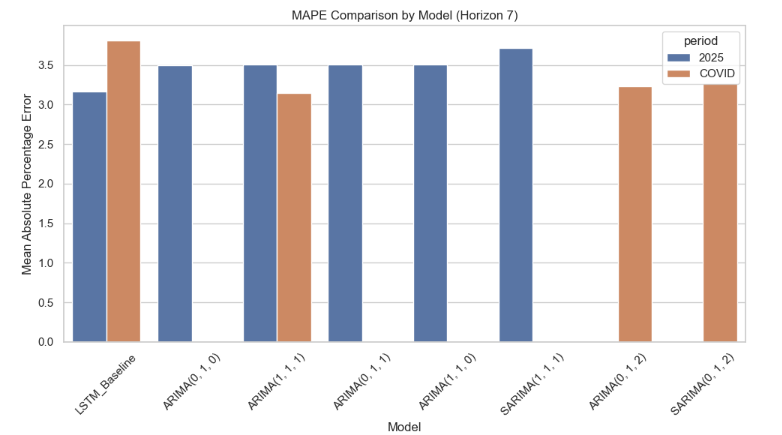 MAPE Comparison by Model (Horizon 7)
period
2025
COVID
Mean Absolute Percentage Error
3.5
3.0
2.5
2.0
1.5
1.0
0.5
0.0
LSTM_Baseline
ARIMA(0, 1, 0)
ARIMA(1, 1, 1)
ARIMA(0, 1, 1)
ARIMA(1, 1, 0)
SARIMA(1, 1, 1)
ARIMA(0, 1, 2)
SARIMA(0, 1, 2)
Model